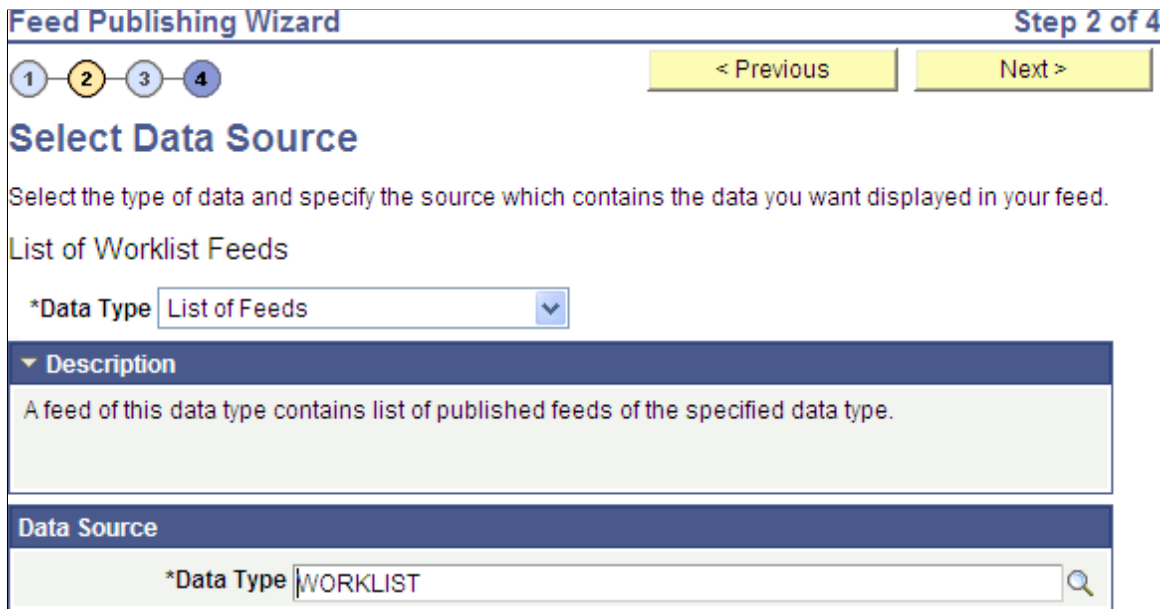 Feed Publishing Wizard Step 2 of 4
1 2 3 4 < Previous Next >
Select Data Source
Select the type of data and specify the source which contains the data you want displayed in your feed.
List of Worklist Feeds
*Data Type List of Feeds
Description
A feed of this data type contains list of published feeds of the specified data type.
Data Source
*Data Type WORKLIST